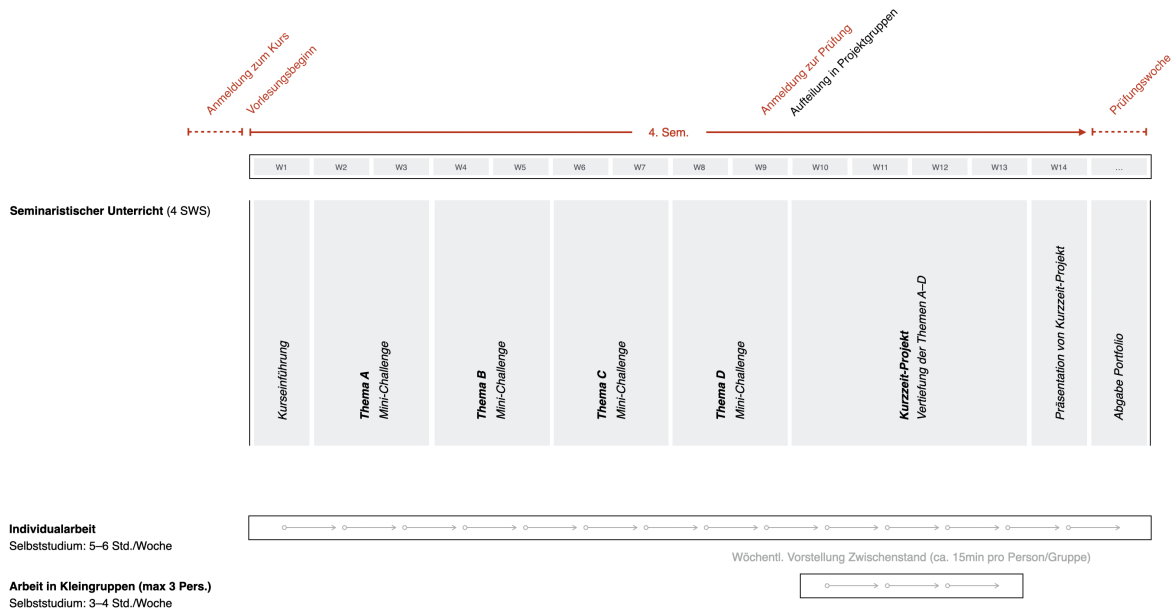 Anmeldung zum Kurs
Vorlesungsbeginn
Anmeldung zur Prüfung
Aufteilung in Projektgruppen
Prüfungswoche
4. Sem.
W1 W2 W3 W4 W5 W6 W7 W8 W9 W10 W11 W12 W13 W14 ...
Seminaristischer Unterricht (4 SWS)
Kurseinführung
Thema A
Mini-Challenge
Thema B
Mini-Challenge
Thema C
Mini-Challenge
Thema D
Mini-Challenge
Kurzzeit-Projekt
Vertiefung der Themen A–D
Präsentation von Kurzzeit-Projekt
Abgabe Portfolio
Individualarbeit
Selbststudium: 5–6 Std./Woche
Wöchentl. Vorstellung Zwischenstand (ca. 15min pro Person/Gruppe)
Arbeit in Kleingruppen (max 3 Pers.)
Selbststudium: 3–4 Std./Woche